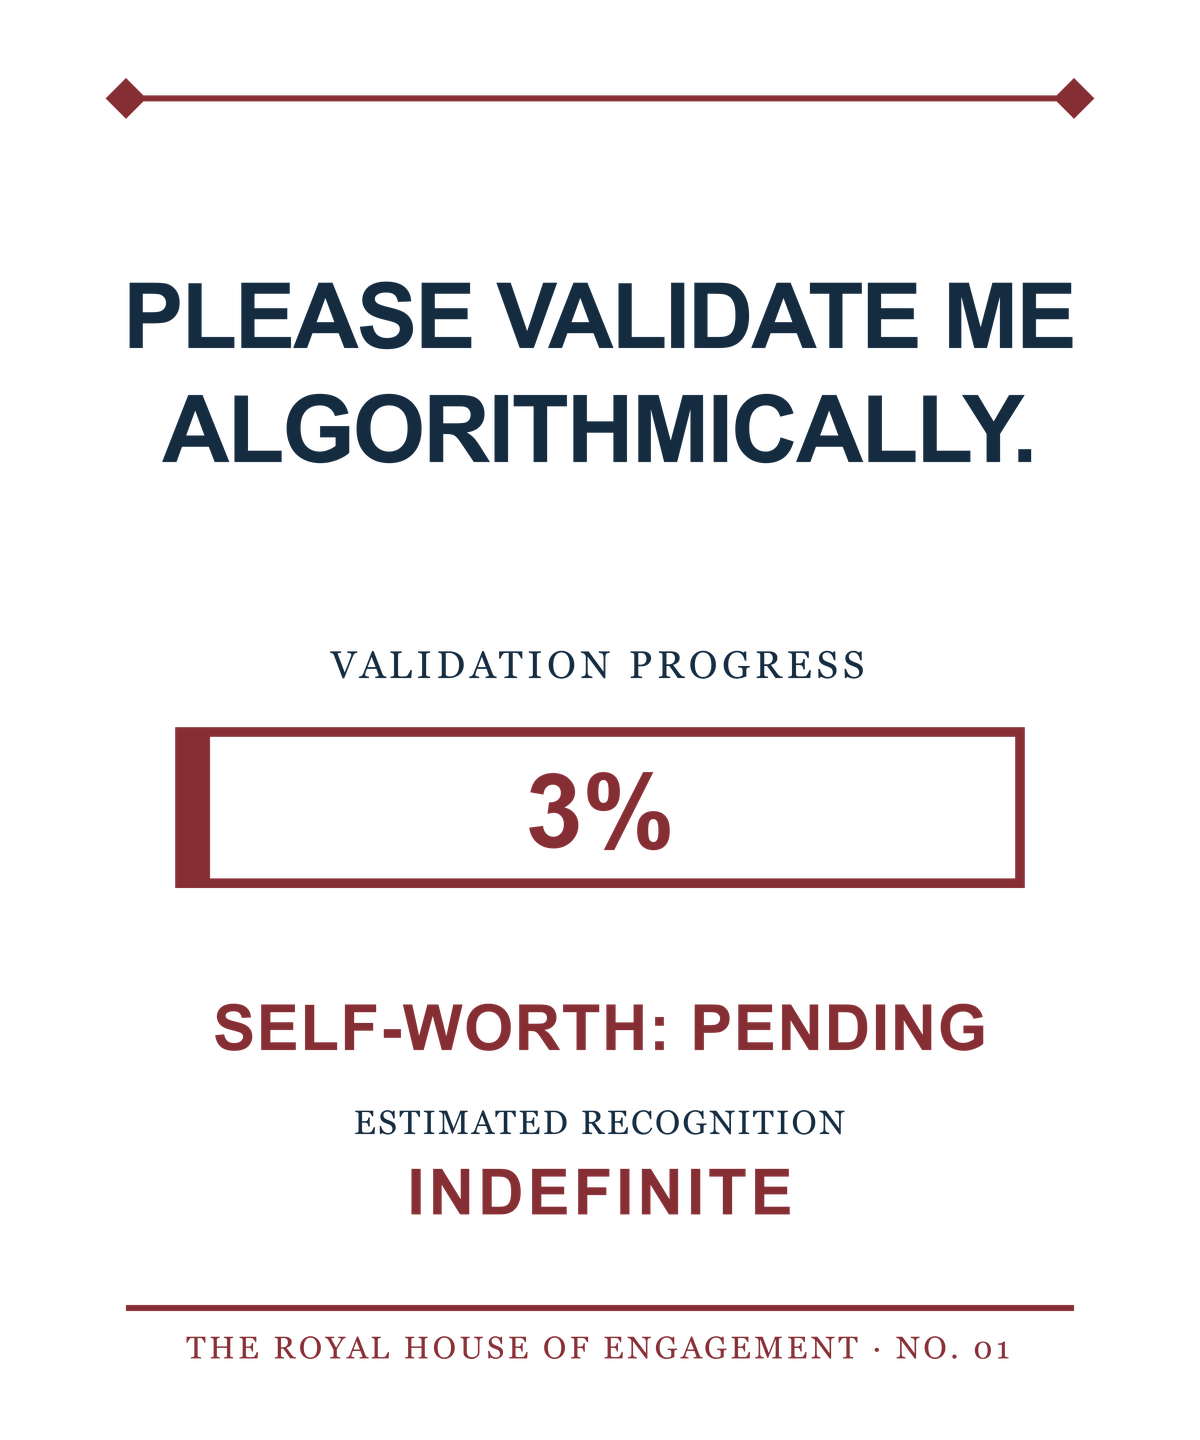 PLEASE VALIDATE ME
ALGORITHMICALLY.
VALIDATION PROGRESS
3%
SELF-WORTH: PENDING
ESTIMATED RECOGNITION
INDEFINITE
THE ROYAL HOUSE OF ENGAGEMENT · NO. 01